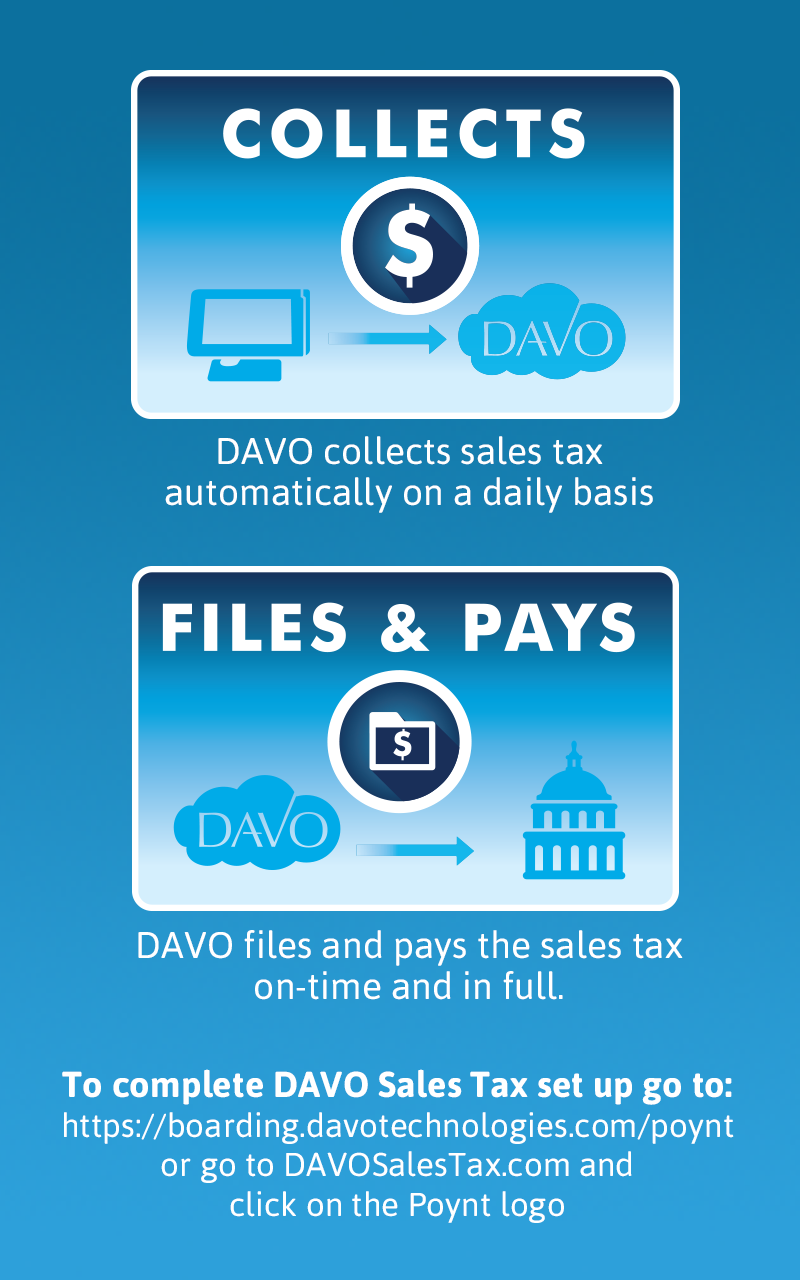 COLLECTS
$
DAVO
DAVO collects sales tax
automatically on a daily basis
FILES & PAYS
$
DAVO
DAVO files and pays the sales tax
on-time and in full.
To complete DAVO Sales Tax set up go to:
https://boarding.davotechnologies.com/poynt
or go to DAVOSalesTax.com and
click on the Poynt logo